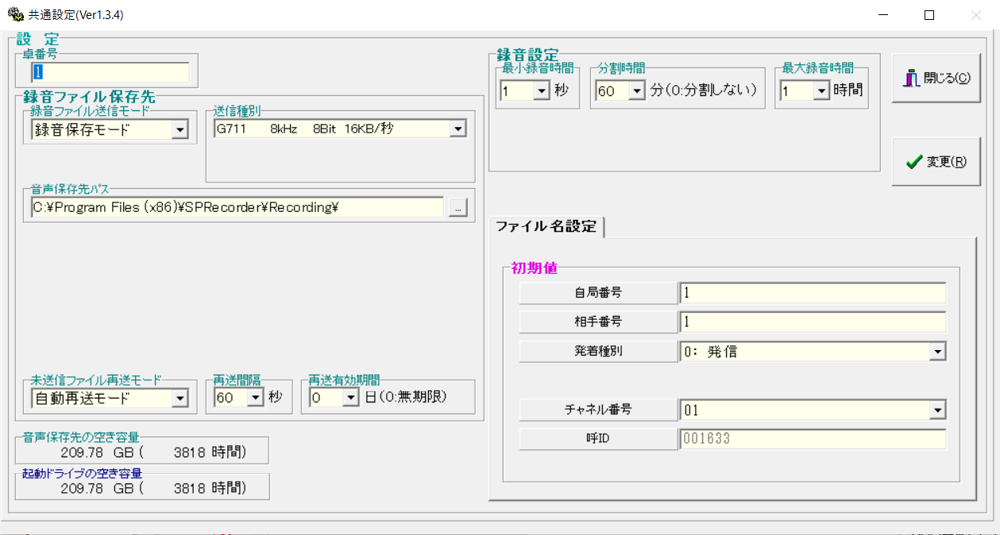 共通設定(Ver1.3.4)
設 定
卓番号
1
録音ファイル保存先
録音ファイル送信モード
録音保存モード
送信種別
G711 8kHz 8Bit 16KB/秒
音声保存先パス
C:¥Program Files (x86)¥SPRecorder¥Recording¥
...
未送信ファイル再送モード
自動再送モード
再送間隔
60 秒
再送有効期間
0 日(0:無期限)
音声保存先の空き容量
209.78 GB ( 3818 時間)
起動ドライブの空き容量
209.78 GB ( 3818 時間)
録音設定
最小録音時間
1 秒
分割時間
60 分(0:分割しない)
最大録音時間
1 時間
閉じる(C)
変更(R)
ファイル名設定
初期値
自局番号 1
相手番号 1
発着種別 0: 発信
チャネル番号 01
呼ID 001633